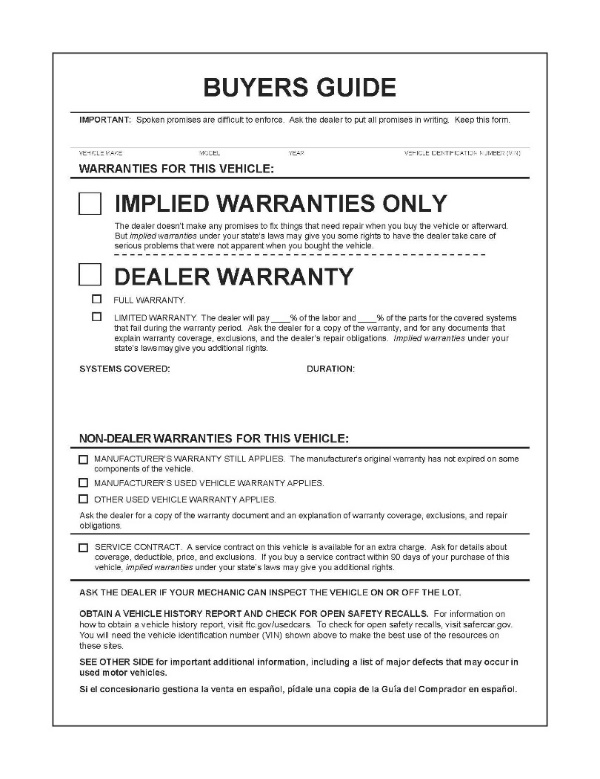 BUYERS GUIDE
IMPORTANT: Spoken promises are difficult to enforce. Ask the dealer to put all promises in writing. Keep this form.
VEHICLE MAKE MODEL YEAR VEHICLE IDENTIFICATION NUMBER (VIN)
WARRANTIES FOR THIS VEHICLE:
IMPLIED WARRANTIES ONLY
The dealer doesn't make any promises to fix things that need repair when you buy the vehicle or afterward.
But implied warranties under your state's laws may give you some rights to have the dealer take care of
serious problems that were not apparent when you bought the vehicle.
DEALER WARRANTY
FULL WARRANTY.
LIMITED WARRANTY. The dealer will pay ____% of the labor and ____% of the parts for the covered systems
that fail during the warranty period. Ask the dealer for a copy of the warranty, and for any documents that
explain warranty coverage, exclusions, and the dealer's repair obligations. Implied warranties under your
state's laws may give you additional rights.
SYSTEMS COVERED: DURATION:
NON-DEALER WARRANTIES FOR THIS VEHICLE:
MANUFACTURER'S WARRANTY STILL APPLIES. The manufacturer's original warranty has not expired on some
components of the vehicle.
MANUFACTURER'S USED VEHICLE WARRANTY APPLIES.
OTHER USED VEHICLE WARRANTY APPLIES.
Ask the dealer for a copy of the warranty document and an explanation of warranty coverage, exclusions, and repair
obligations.
SERVICE CONTRACT. A service contract on this vehicle is available for an extra charge. Ask for details about
coverage, deductible, price, and exclusions. If you buy a service contract within 90 days of your purchase of this
vehicle, implied warranties under your state's laws may give you additional rights.
ASK THE DEALER IF YOUR MECHANIC CAN INSPECT THE VEHICLE ON OR OFF THE LOT.
OBTAIN A VEHICLE HISTORY REPORT AND CHECK FOR OPEN SAFETY RECALLS. For information on
how to obtain a vehicle history report, visit ftc.gov/usedcars. To check for open safety recalls, visit safercar.gov.
You will need the vehicle identification number (VIN) shown above to make the best use of the resources on
these sites.
SEE OTHER SIDE for important additional information, including a list of major defects that may occur in
used motor vehicles.
Si el concesionario gestiona la venta en español, pídale una copia de la Guía del Comprador en español.